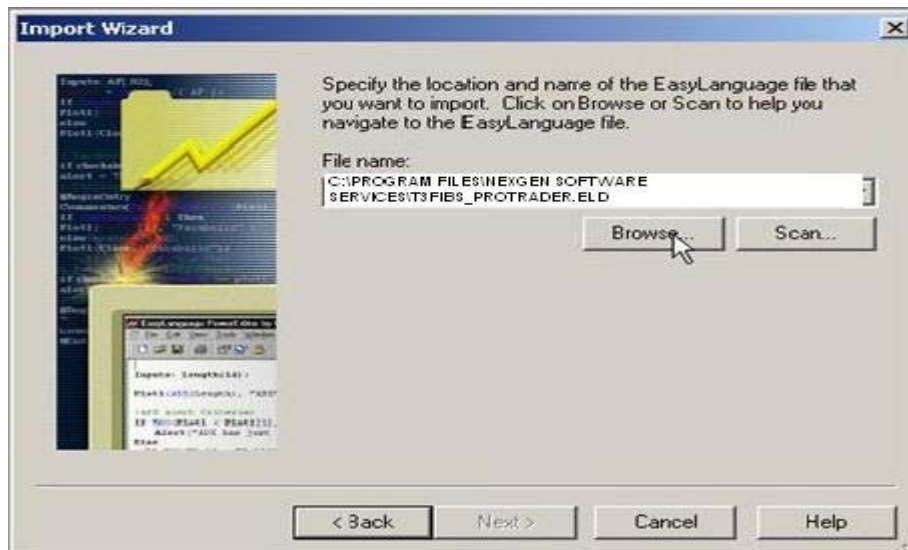 Import Wizard
Specify the location and name of the EasyLanguage file that
you want to import. Click on Browse or Scan to help you
navigate to the EasyLanguage file.
File name:
C:\PROGRAM FILES\NEXGEN SOFTWARE
SERVICES\T3FIBS_PROTRADER.ELD
Browse...
Scan...
< Back
Next >
Cancel
Help